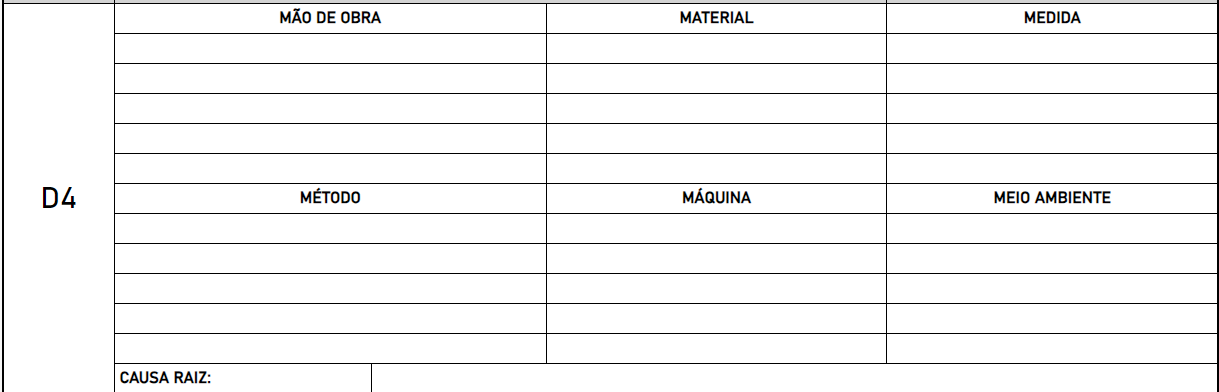 MÃO DE OBRA MATERIAL MEDIDA
D4
MÉTODO MÁQUINA MEIO AMBIENTE
CAUSA RAIZ: